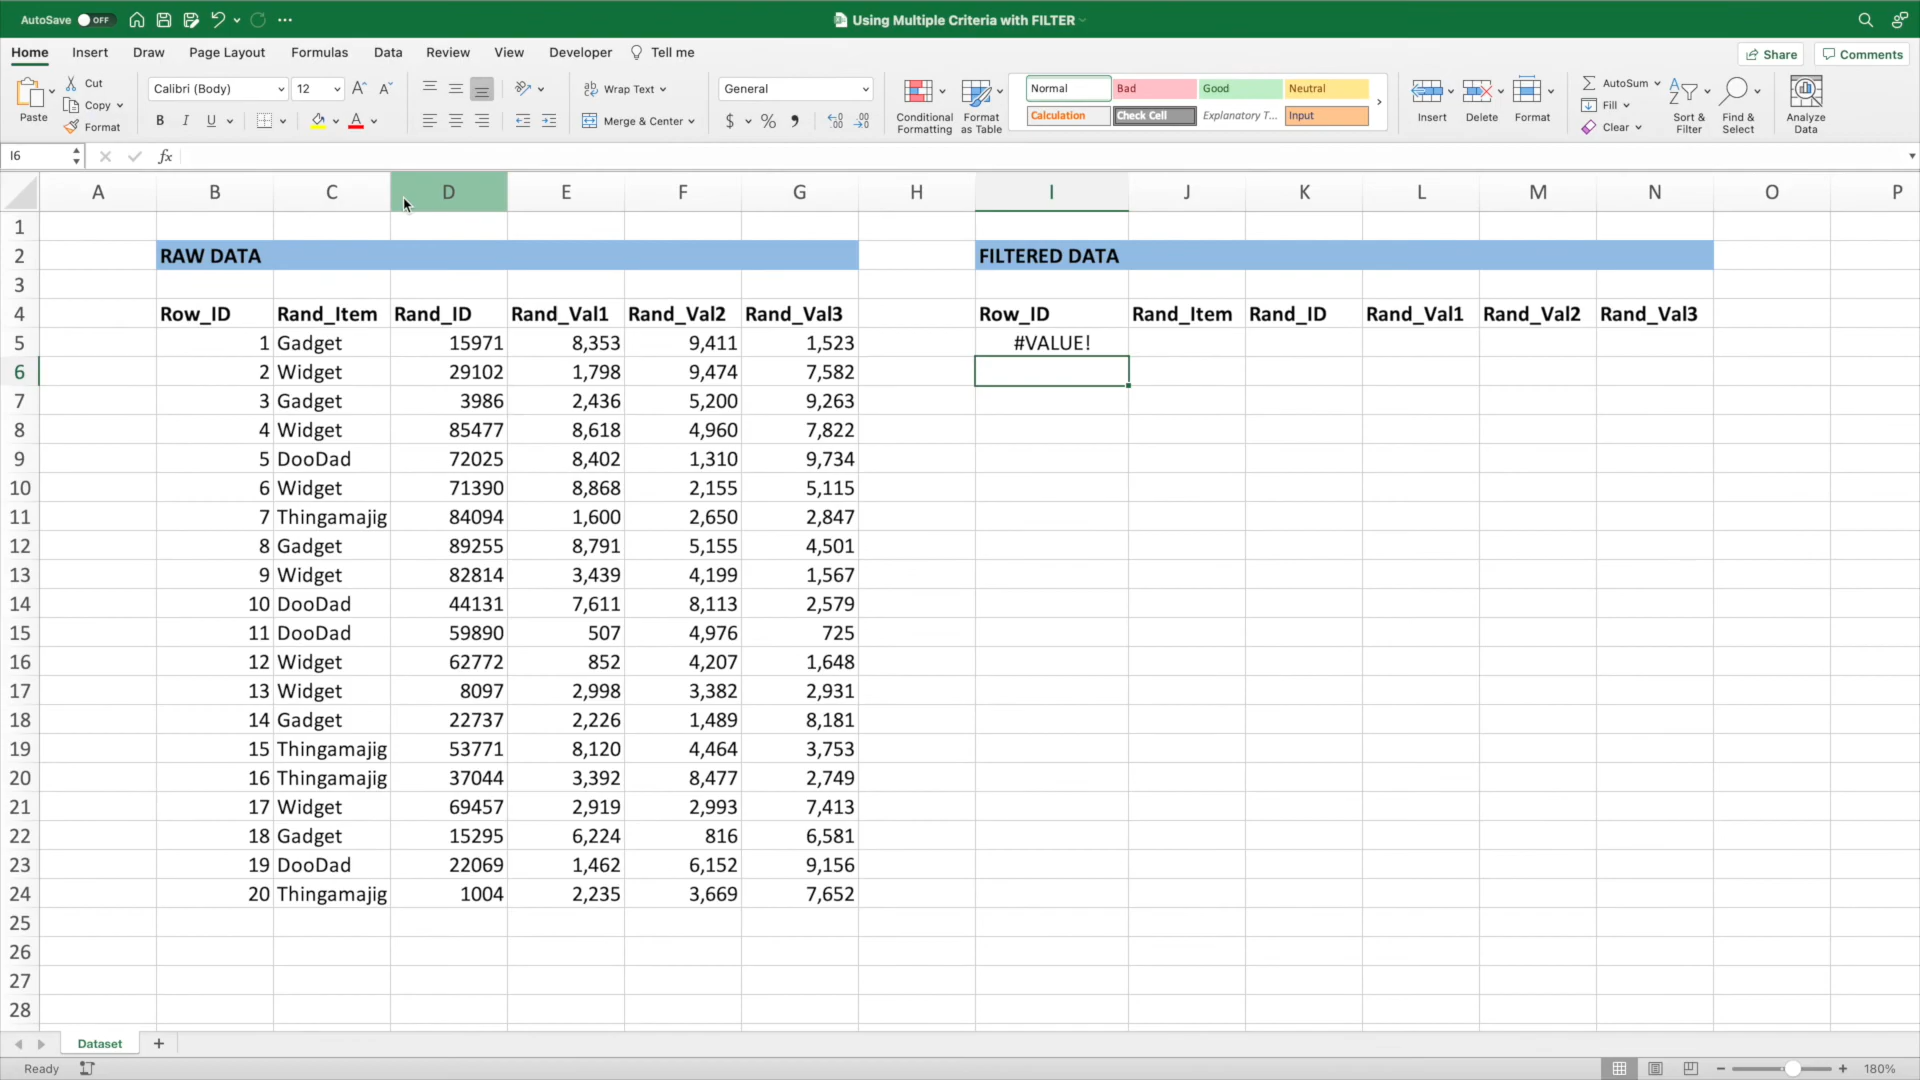 AutoSave OFF Using Multiple Criteria with FILTER
Home Insert Draw Page Layout Formulas Data Review View Developer Tell me Share Comments
Paste Cut Copy Format
Calibri (Body) 12
B I U A
Wrap Text
Merge & Center
General
$ %
Conditional Formatting
Format as Table
Normal Bad Good Neutral
Calculation Check Cell Explanatory T... Input
Insert Delete Format
AutoSum
Fill
Clear
Sort & Filter
Find & Select
Analyze Data
I6 fx
A B C D E F G H I J K L M N O P
1
2 RAW DATA FILTERED DATA
3
4 Row_ID Rand_Item Rand_ID Rand_Val1 Rand_Val2 Rand_Val3 Row_ID Rand_Item Rand_ID Rand_Val1 Rand_Val2 Rand_Val3
5 1 Gadget 15971 8,353 9,411 1,523 #VALUE!
6 2 Widget 29102 1,798 9,474 7,582
7 3 Gadget 3986 2,436 5,200 9,263
8 4 Widget 85477 8,618 4,960 7,822
9 5 DooDad 72025 8,402 1,310 9,734
10 6 Widget 71390 8,868 2,155 5,115
11 7 Thingamajig 84094 1,600 2,650 2,847
12 8 Gadget 89255 8,791 5,155 4,501
13 9 Widget 82814 3,439 4,199 1,567
14 10 DooDad 44131 7,611 8,113 2,579
15 11 DooDad 59890 507 4,976 725
16 12 Widget 62772 852 4,207 1,648
17 13 Widget 8097 2,998 3,382 2,931
18 14 Gadget 22737 2,226 1,489 8,181
19 15 Thingamajig 53771 8,120 4,464 3,753
20 16 Thingamajig 37044 3,392 8,477 2,749
21 17 Widget 69457 2,919 2,993 7,413
22 18 Gadget 15295 6,224 816 6,581
23 19 DooDad 22069 1,462 6,152 9,156
24 20 Thingamajig 1004 2,235 3,669 7,652
25
26
27
28
Dataset +
Ready 180%